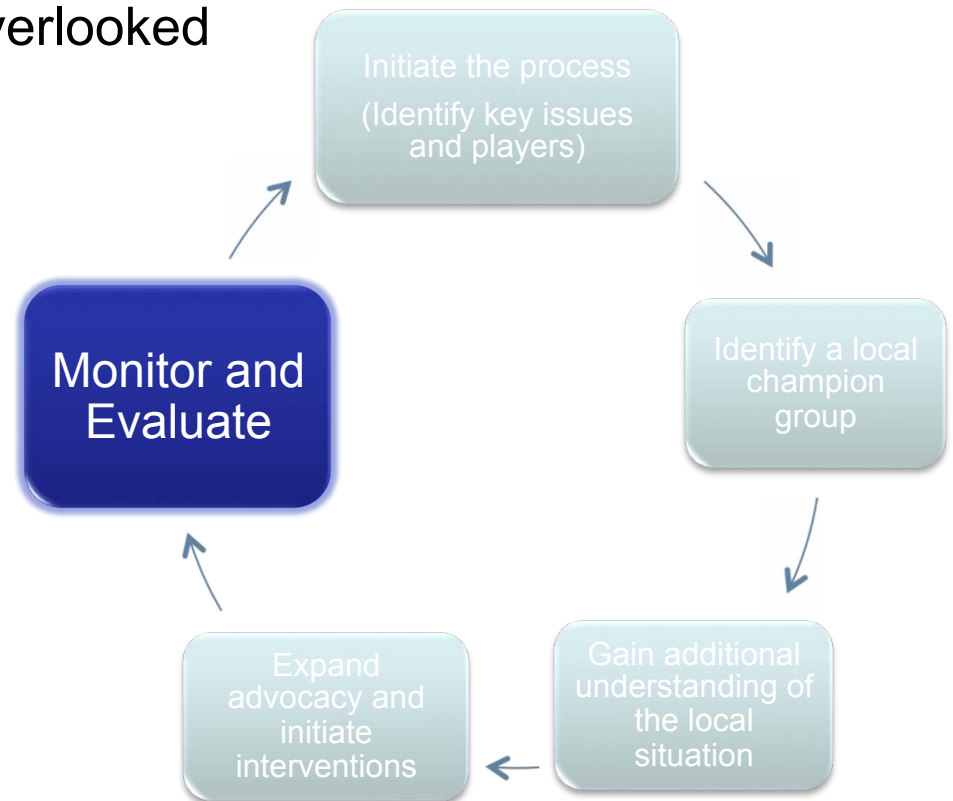 verlooked
Initiate the process
(Identify key issues
and players)
Identify a local
champion
group
Gain additional
understanding of
the local
situation
Expand
advocacy and
initiate
interventions
Monitor and
Evaluate